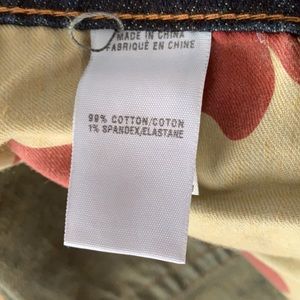 MADE IN CHINA
FABRIQUÉ EN CHINE
99% COTTON/COTON
1% SPANDEX/ELASTANE